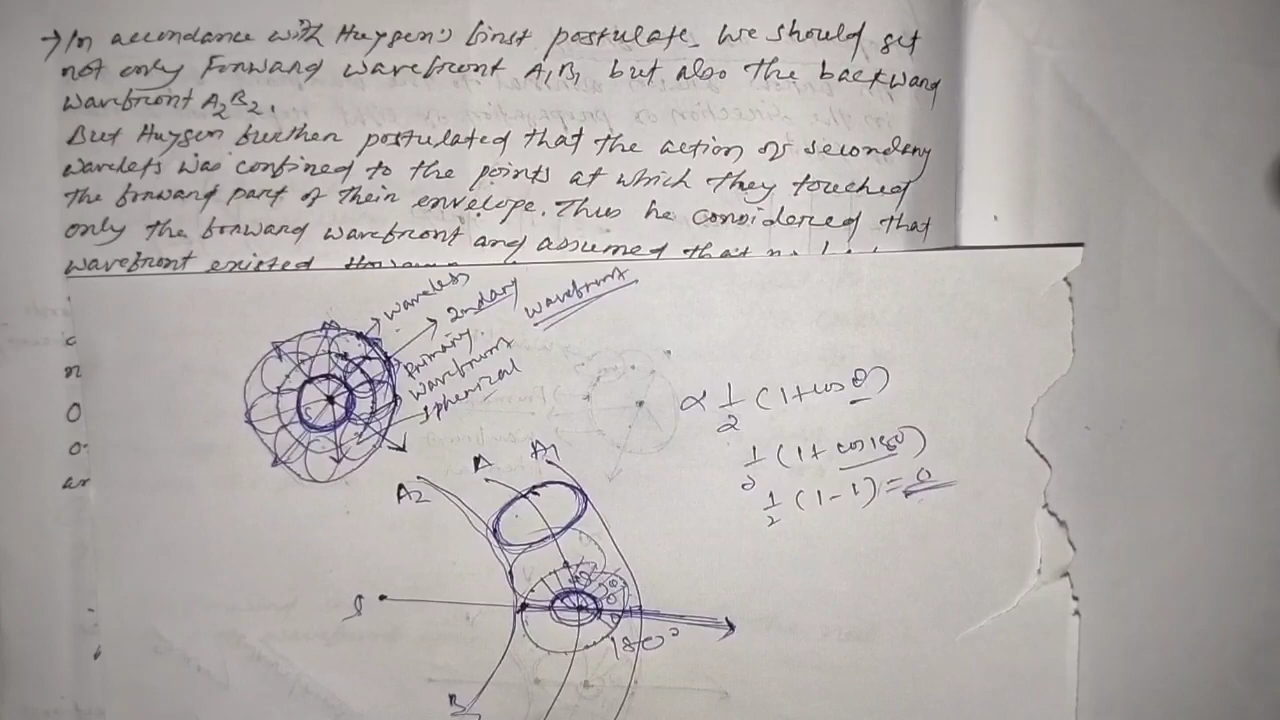 → In accordance with Huygen's first postulate, we should get
not only Forward wavefront A₁B₁ but also the backward
wavefront A₂B₂.
But Huygen further postulated that the action of secondary
wavelets was confined to the points at which they touched
the forward part of their envelope. Thus he considered that
only the forward wavefront and assumed that no
wavefront existed
wavelets
2ndary wavefront
Primary
wavefront
spherical
∝ 1/2 (1+cos θ)
1/2 (1+ cos 180)
1/2 (1-1) = 0
A₂
A
A₁
S
180°
B